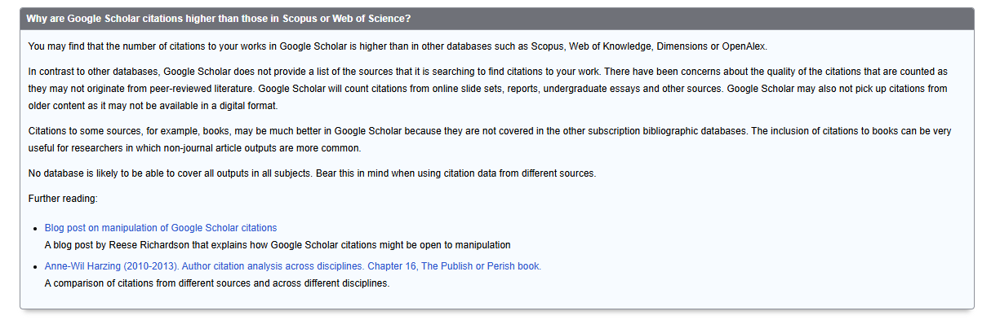 Why are Google Scholar citations higher than those in Scopus or Web of Science?
You may find that the number of citations to your works in Google Scholar is higher than in other databases such as Scopus, Web of Knowledge, Dimensions or OpenAlex.
In contrast to other databases, Google Scholar does not provide a list of the sources that it is searching to find citations to your work. There have been concerns about the quality of the citations that are counted as
they may not originate from peer-reviewed literature. Google Scholar will count citations from online slide sets, reports, undergraduate essays and other sources. Google Scholar may also not pick up citations from
older content as it may not be available in a digital format.
Citations to some sources, for example, books, may be much better in Google Scholar because they are not covered in the other subscription bibliographic databases. The inclusion of citations to books can be very
useful for researchers in which non-journal article outputs are more common.
No database is likely to be able to cover all outputs in all subjects. Bear this in mind when using citation data from different sources.
Further reading:
• Blog post on manipulation of Google Scholar citations
A blog post by Reese Richardson that explains how Google Scholar citations might be open to manipulation
• Anne-Wil Harzing (2010-2013). Author citation analysis across disciplines. Chapter 16, The Publish or Perish book.
A comparison of citations from different sources and across different disciplines.